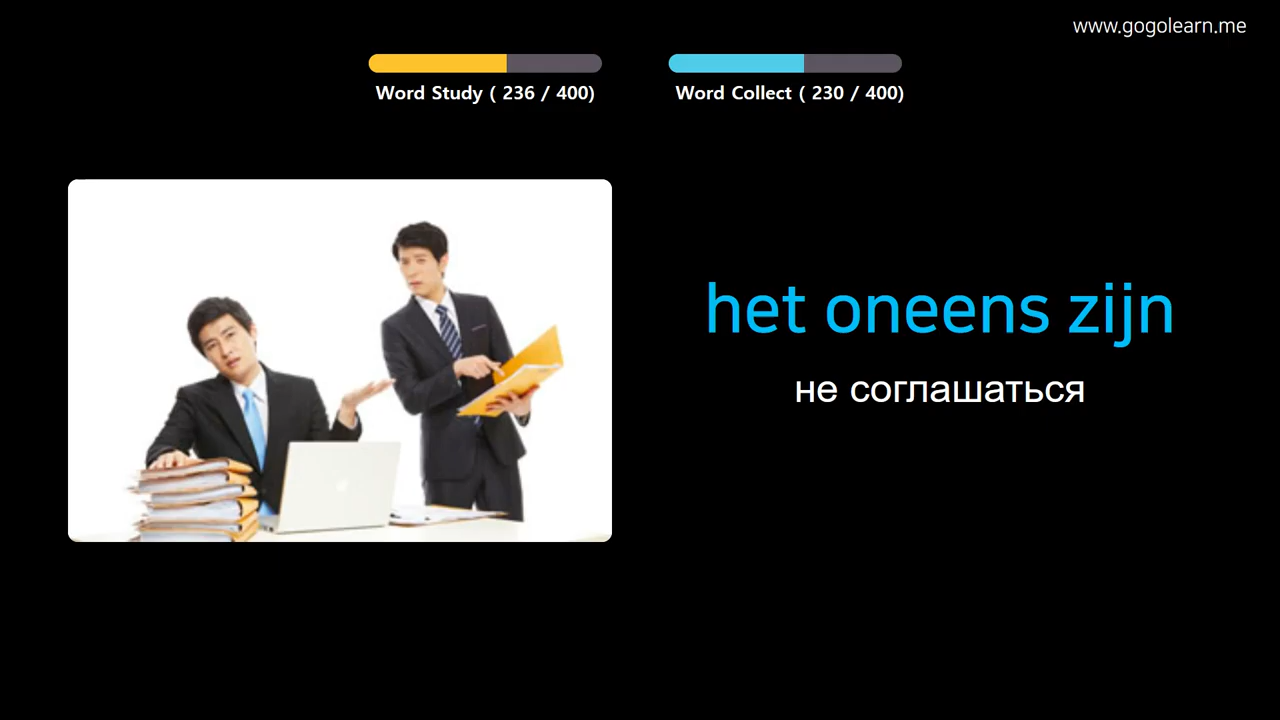 www.gogolearn.me
Word Study ( 236 / 400)
Word Collect ( 230 / 400)
het oneens zijn
не соглашаться